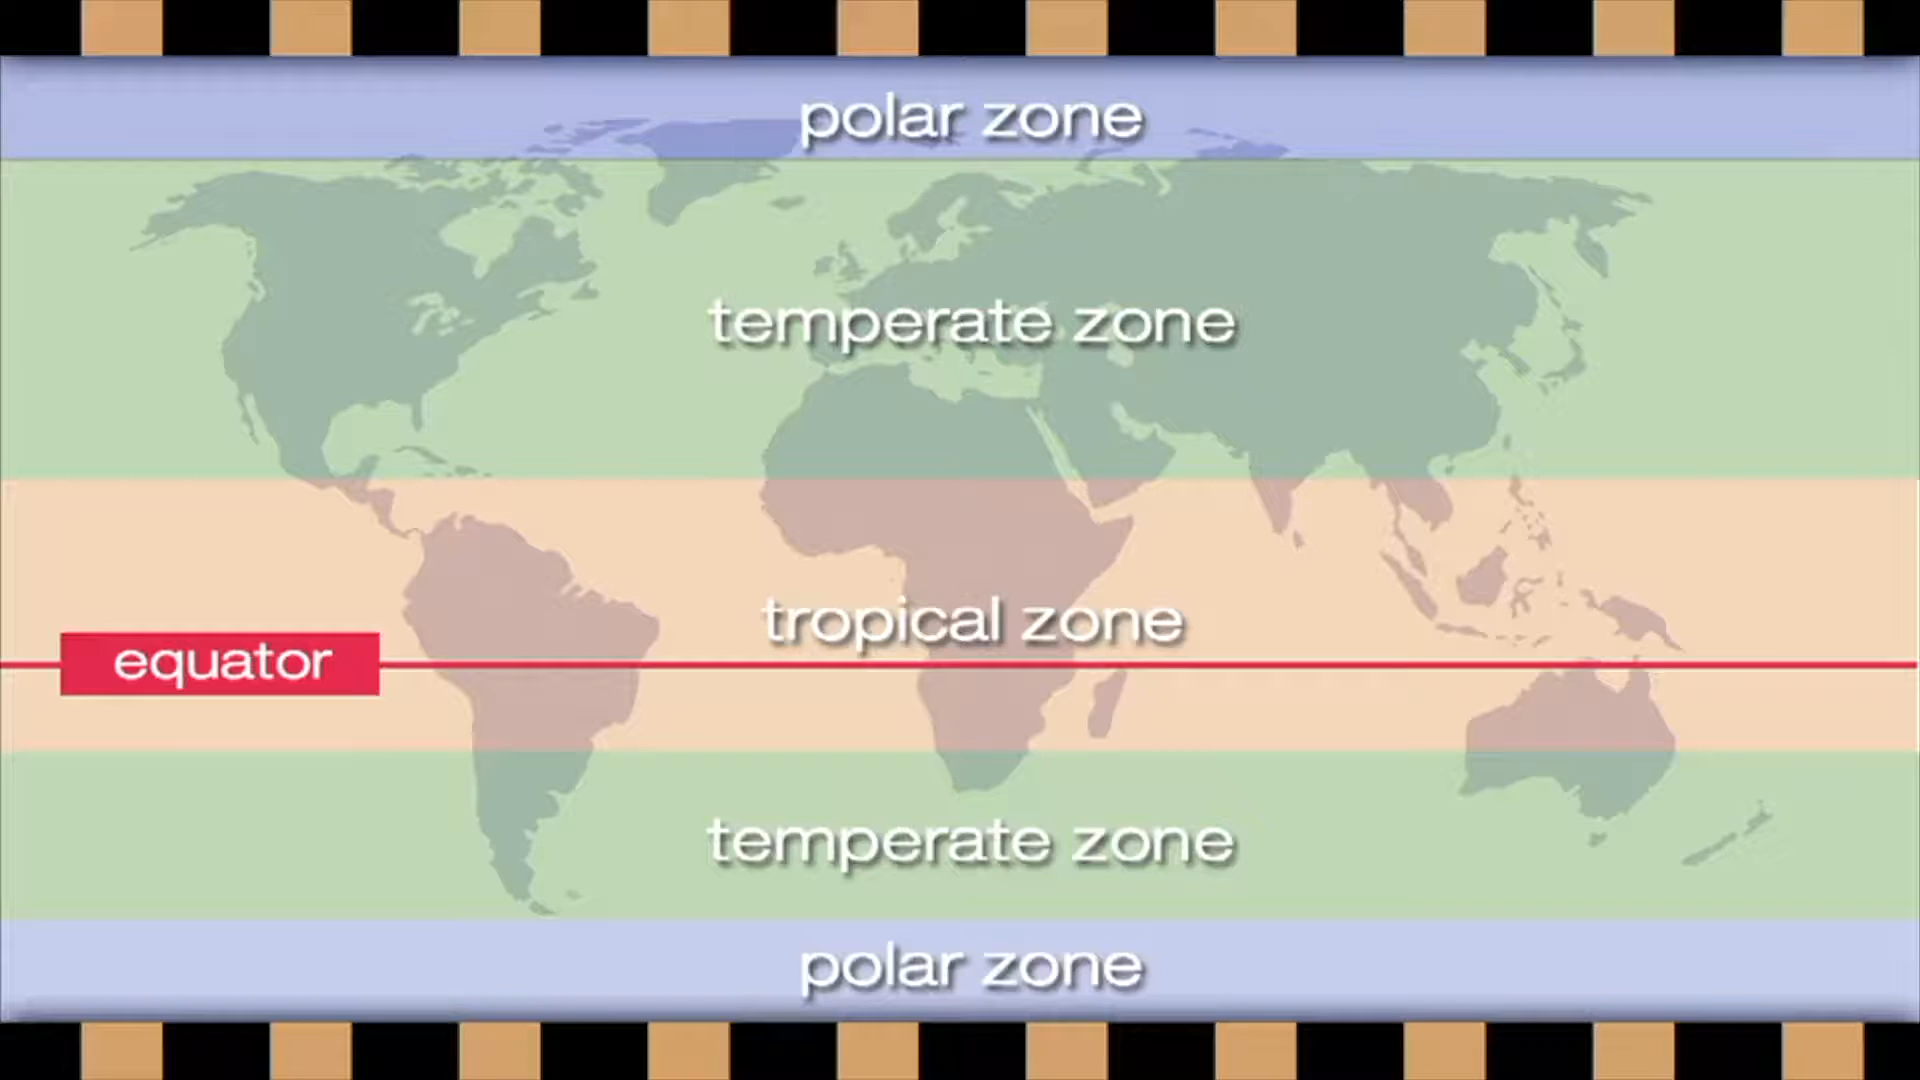 polar zone
temperate zone
tropical zone
equator
temperate zone
polar zone